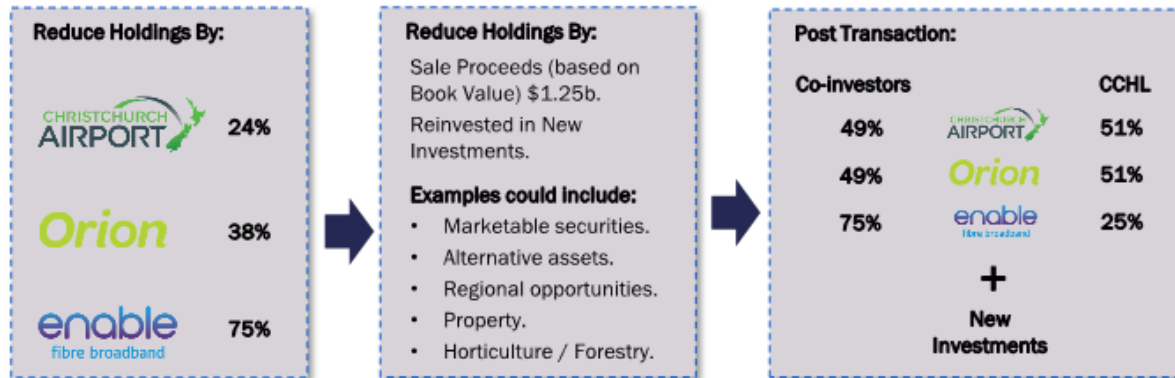 Reduce Holdings By:
CHRISTCHURCH
AIRPORT
24%
Orion
38%
enable
fibre broadband
75%
Reduce Holdings By:
Sale Proceeds (based on
Book Value) $1.25b.
Reinvested in New
Investments.
Examples could include:
• Marketable securities.
• Alternative assets.
• Regional opportunities.
• Property.
• Horticulture / Forestry.
Post Transaction:
Co-investors CCHL
49% CHRISTCHURCH AIRPORT 51%
49% Orion 51%
75% enable fibre broadband 25%
+
New
Investments